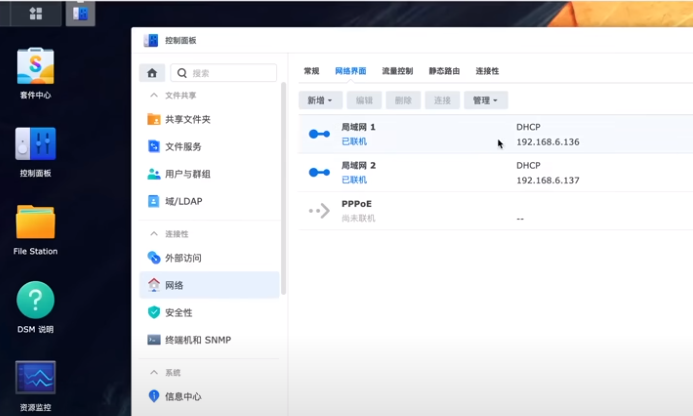 控制面板
搜索
套件中心
控制面板
File Station
DSM 说明
资源监控
文件共享
共享文件夹
文件服务
用户与群组
域/LDAP
连接性
外部访问
网络
安全性
终端机和 SNMP
系统
信息中心
常规 网络界面 流量控制 静态路由 连接性
新增 编辑 删除 连接 管理
局域网 1 DHCP
已联机 192.168.6.136
局域网 2 DHCP
已联机 192.168.6.137
PPPoE
尚未联机 --